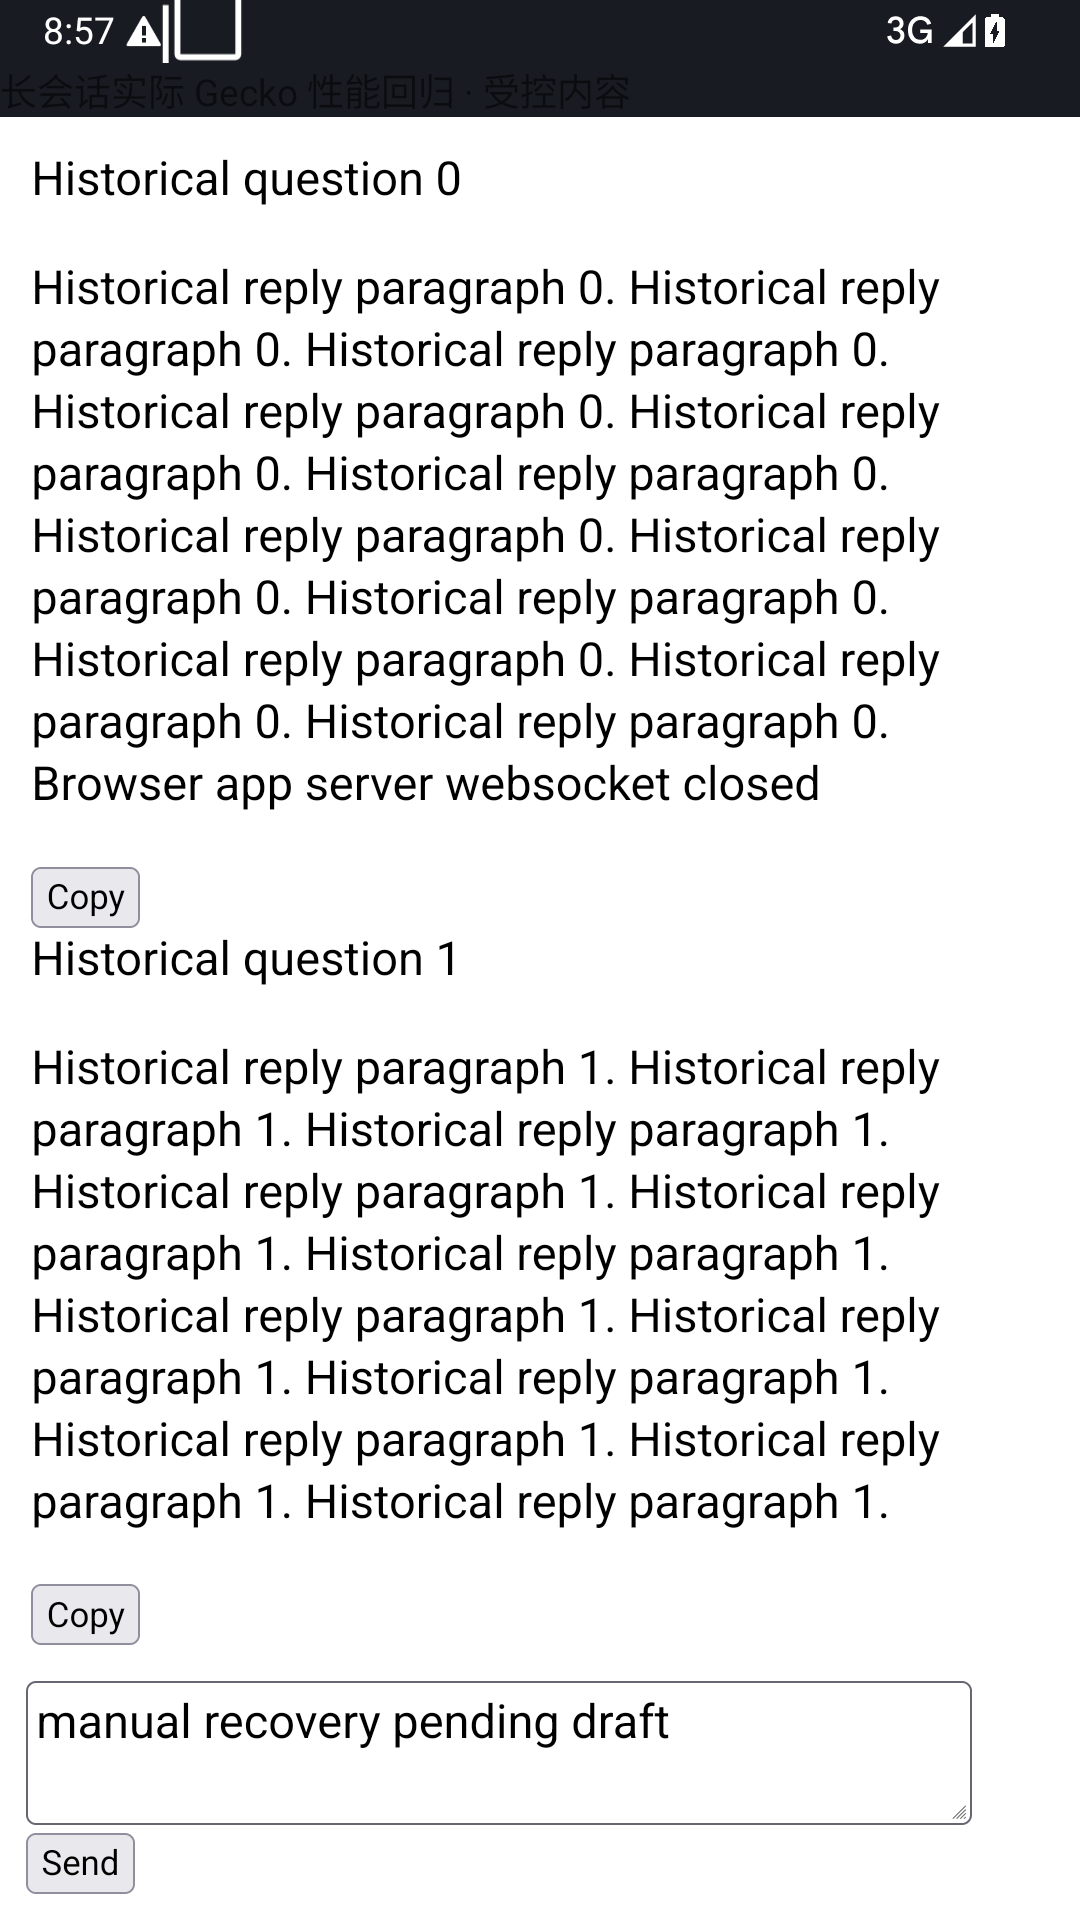 8:57
3G
长会话实际 Gecko 性能回归 · 受控内容
Historical question 0
Historical reply paragraph 0. Historical reply
paragraph 0. Historical reply paragraph 0.
Historical reply paragraph 0. Historical reply
paragraph 0. Historical reply paragraph 0.
Historical reply paragraph 0. Historical reply
paragraph 0. Historical reply paragraph 0.
Historical reply paragraph 0. Historical reply
paragraph 0. Historical reply paragraph 0.
Browser app server websocket closed
Copy
Historical question 1
Historical reply paragraph 1. Historical reply
paragraph 1. Historical reply paragraph 1.
Historical reply paragraph 1. Historical reply
paragraph 1. Historical reply paragraph 1.
Historical reply paragraph 1. Historical reply
paragraph 1. Historical reply paragraph 1.
Historical reply paragraph 1. Historical reply
paragraph 1. Historical reply paragraph 1.
Copy
manual recovery pending draft
Send